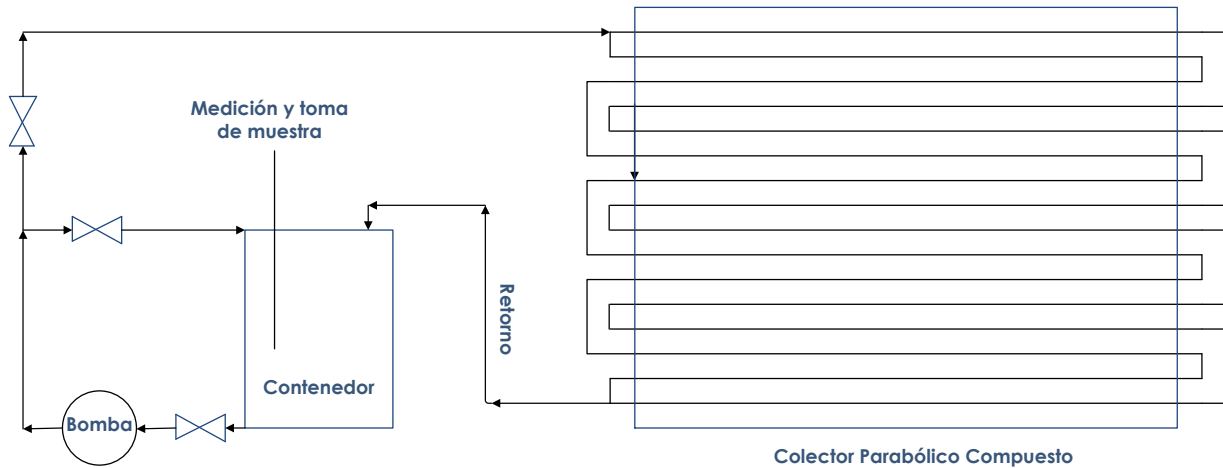 Medición y toma
de muestra
Retorno
Contenedor
Bomba
Colector Parabólico Compuesto